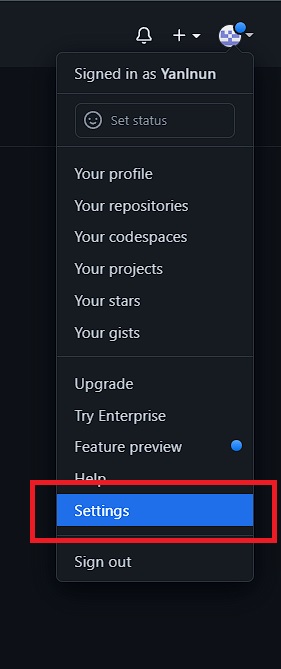 Signed in as YanInun
Set status
Your profile
Your repositories
Your codespaces
Your projects
Your stars
Your gists
Upgrade
Try Enterprise
Feature preview
Help
Settings
Sign out